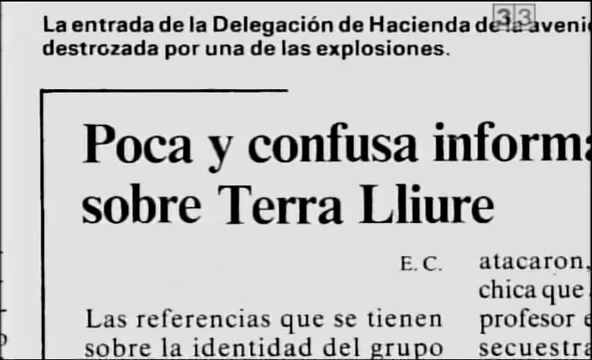 La entrada de la Delegación de Hacienda de la aveni
destrozada por una de las explosiones.
33
Poca y confusa informa
sobre Terra Lliure
E. C.
Las referencias que se tienen
sobre la identidad del grupo
atacaron,
chica que
profesor e
secuestra